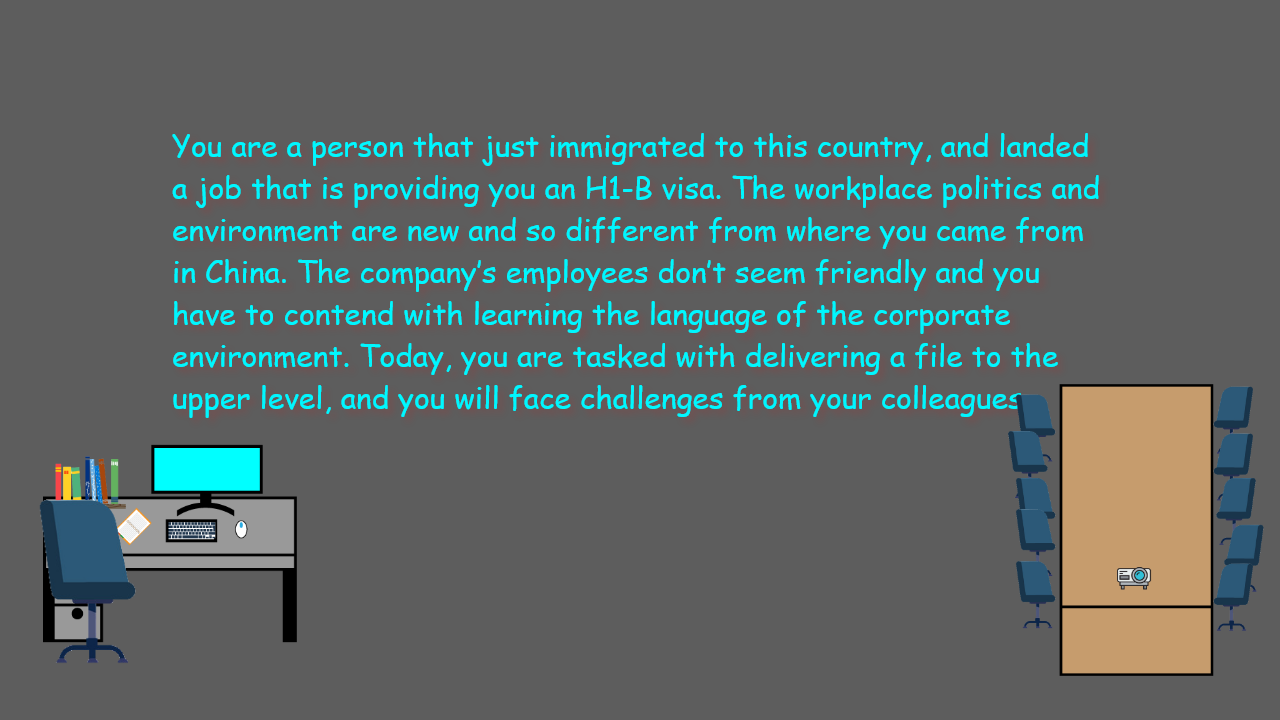 You are a person that just immigrated to this country, and landed
a job that is providing you an H1-B visa. The workplace politics and
environment are new and so different from where you came from
in China. The company’s employees don’t seem friendly and you
have to contend with learning the language of the corporate
environment. Today, you are tasked with delivering a file to the
upper level, and you will face challenges from your colleagues